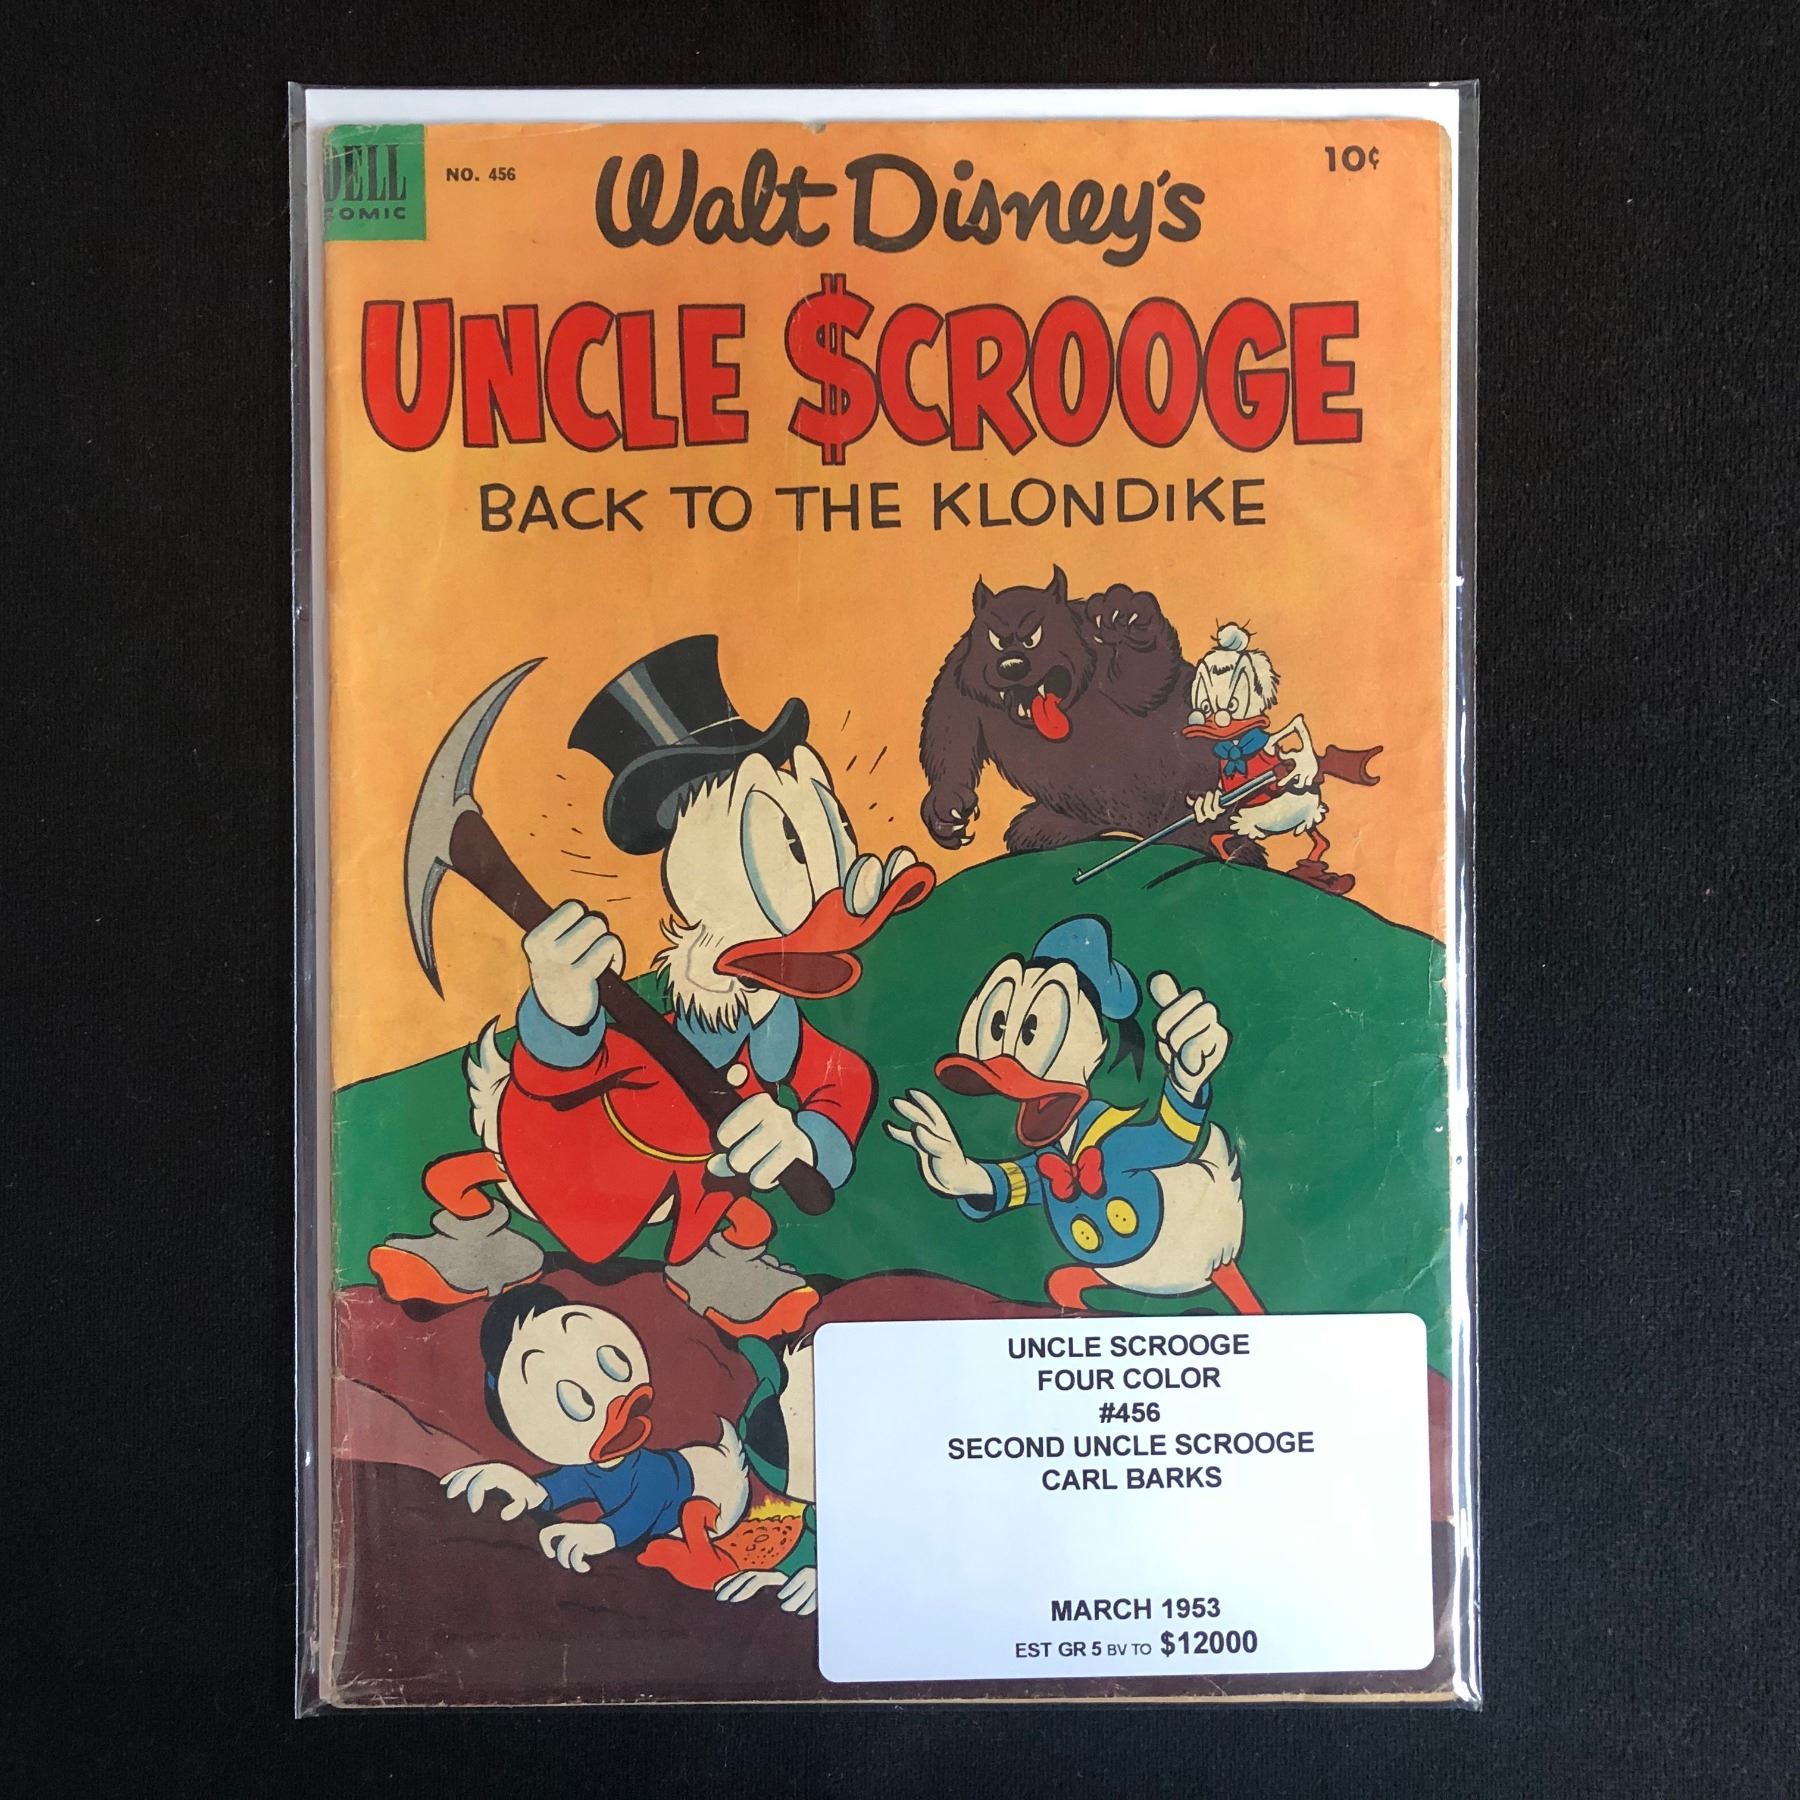 DELL
COMIC
NO. 456
Walt Disney's
10¢
UNCLE $CROOGE
BACK TO THE KLONDIKE
UNCLE SCROOGE
FOUR COLOR
#456
SECOND UNCLE SCROOGE
CARL BARKS
MARCH 1953
EST GR 5 BV TO $12000